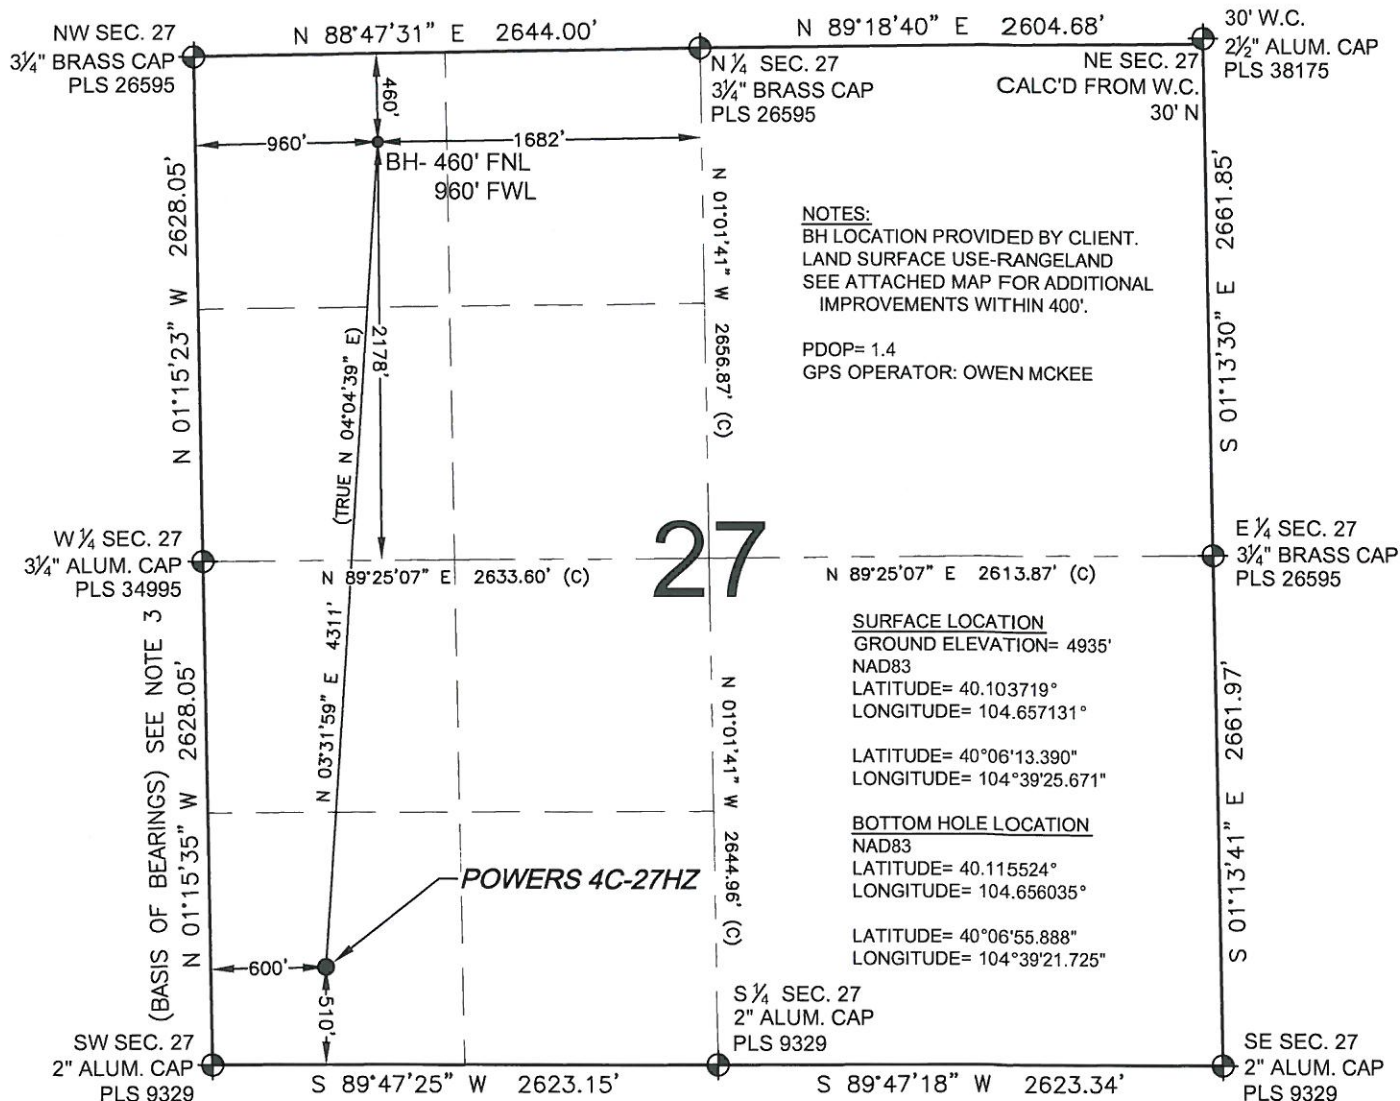 NW SEC. 27
3¼" BRASS CAP
PLS 26595
N 88°47'31" E 2644.00'
N ¼ SEC. 27
3¼" BRASS CAP
PLS 26595
N 89°18'40" E 2604.68'
NE SEC. 27
CALC'D FROM W.C.
30' N
30' W.C.
2½" ALUM. CAP
PLS 38175
460'
960'
1682'
BH- 460' FNL
960' FWL
N 01°15'23" W 2628.05'
N 01°01'41" W 2656.87' (C)
S 01°13'30" E 2661.85'
NOTES:
BH LOCATION PROVIDED BY CLIENT.
LAND SURFACE USE-RANGELAND
SEE ATTACHED MAP FOR ADDITIONAL
IMPROVEMENTS WITHIN 400'.
PDOP= 1.4
GPS OPERATOR: OWEN MCKEE
2178'
(TRUE N 04°04'39" E)
N 03°31'59" E 4311'
W ¼ SEC. 27
3¼" ALUM. CAP
PLS 34995
27
E ¼ SEC. 27
3¼" BRASS CAP
PLS 26595
N 89°25'07" E 2633.60' (C)
N 89°25'07" E 2613.87' (C)
(BASIS OF BEARINGS) SEE NOTE 3
N 01°15'35" W 2628.05'
N 01°01'41" W 2644.96' (C)
S 01°13'41" E 2661.97'
SURFACE LOCATION
GROUND ELEVATION= 4935'
NAD83
LATITUDE= 40.103719°
LONGITUDE= 104.657131°
LATITUDE= 40°06'13.390"
LONGITUDE= 104°39'25.671"
BOTTOM HOLE LOCATION
NAD83
LATITUDE= 40.115524°
LONGITUDE= 104.656035°
LATITUDE= 40°06'55.888"
LONGITUDE= 104°39'21.725"
POWERS 4C-27HZ
600'
510'
SW SEC. 27
2" ALUM. CAP
PLS 9329
S 89°47'25" W 2623.15'
S ¼ SEC. 27
2" ALUM. CAP
PLS 9329
S 89°47'18" W 2623.34'
SE SEC. 27
2" ALUM. CAP
PLS 9329